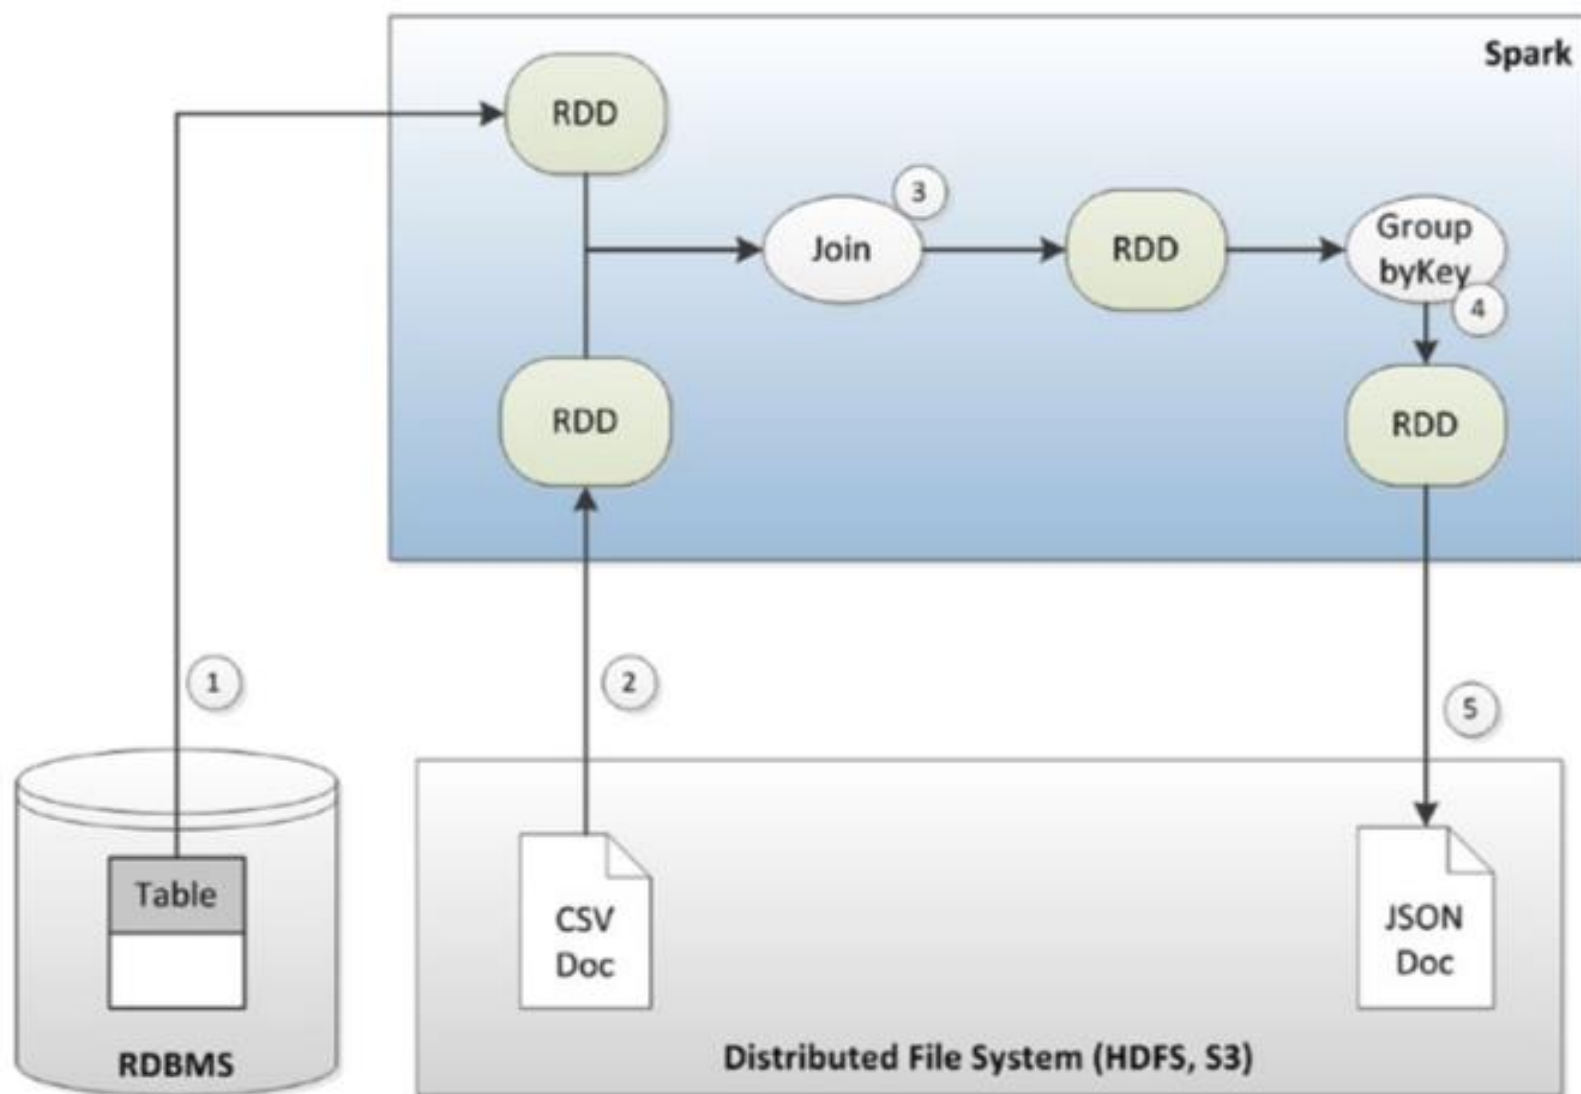 Spark
RDD
3
Join
RDD
Group
byKey
4
RDD
RDD
1
2
5
Table
CSV
Doc
JSON
Doc
RDBMS
Distributed File System (HDFS, S3)